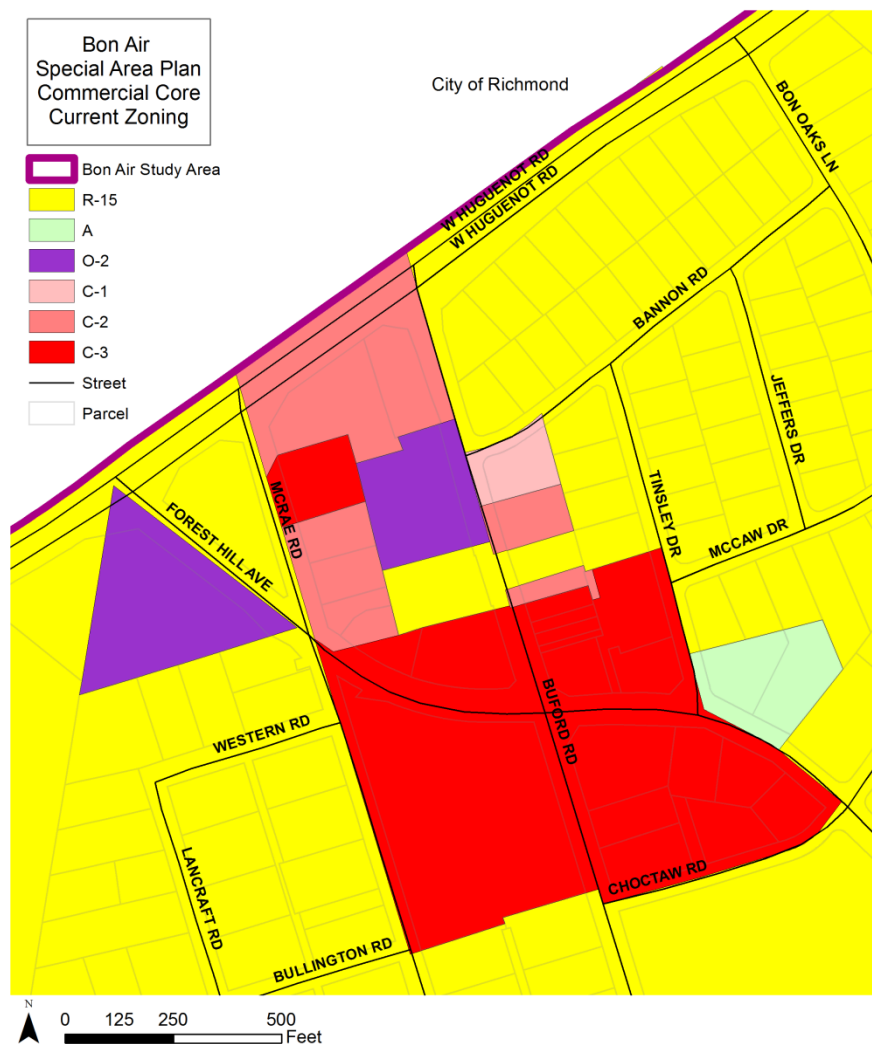 Bon Air
Special Area Plan
Commercial Core
Current Zoning
City of Richmond
Bon Air Study Area
R-15
A
O-2
C-1
C-2
C-3
Street
Parcel
W HUGUENOT RD
W HUGUENOT RD
BON OAKS LN
BANNON RD
JEFFERS DR
TINSLEY DR
MCCAW DR
MCRAE RD
FOREST HILL AVE
BUFORD RD
WESTERN RD
LANCRAFT RD
CHOCTAW RD
BULLINGTON RD
N
0 125 250 500
Feet